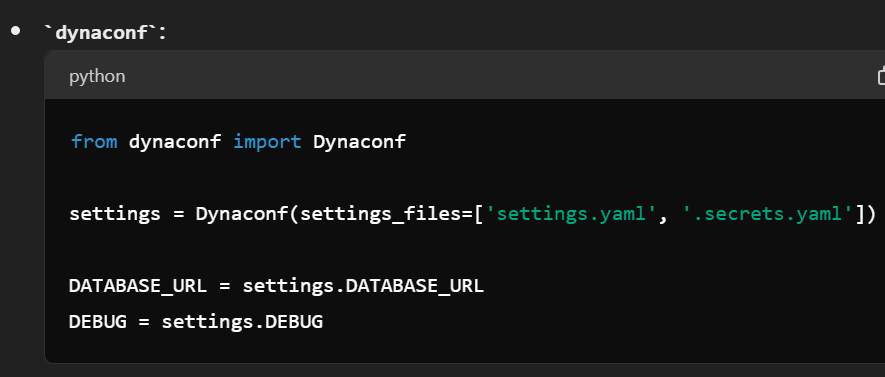 `dynaconf`:
python
from dynaconf import Dynaconf
settings = Dynaconf(settings_files=['settings.yaml', '.secrets.yaml'])
DATABASE_URL = settings.DATABASE_URL
DEBUG = settings.DEBUG